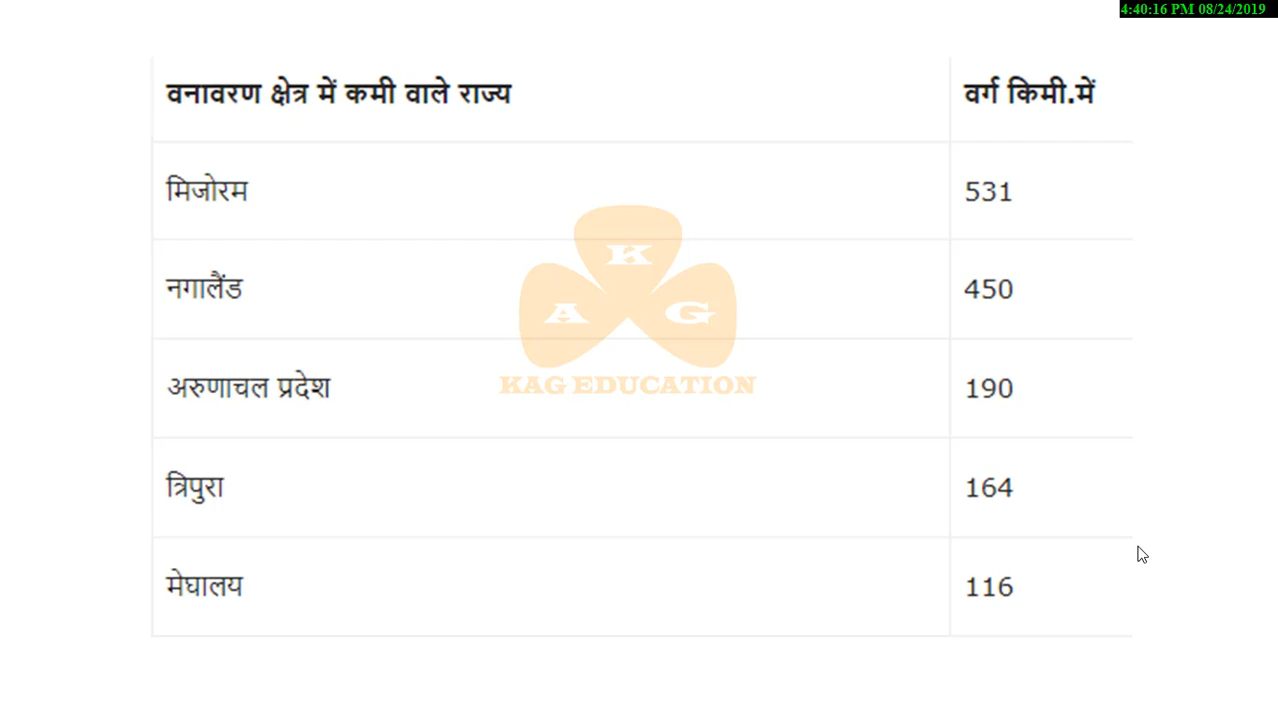 4:40:16 PM 08/24/2019
वनावरण क्षेत्र में कमी वाले राज्य वर्ग किमी.में
मिजोरम 531
नगालैंड 450
अरुणाचल प्रदेश 190
त्रिपुरा 164
मेघालय 116
K
A G
KAG EDUCATION